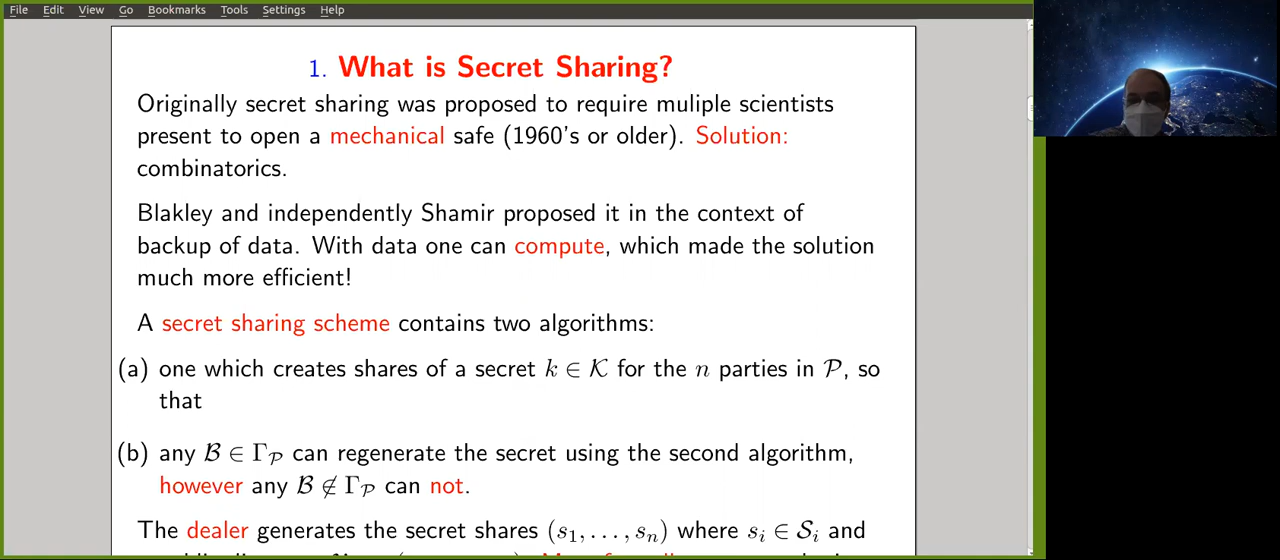 File Edit View Go Bookmarks Tools Settings Help
1. What is Secret Sharing?
Originally secret sharing was proposed to require muliple scientists
present to open a mechanical safe (1960's or older). Solution:
combinatorics.
Blakley and independently Shamir proposed it in the context of
backup of data. With data one can compute, which made the solution
much more efficient!
A secret sharing scheme contains two algorithms:
(a) one which creates shares of a secret k ∈ 𝒦 for the n parties in 𝒫, so
that
(b) any ℬ ∈ Γ𝒫 can regenerate the secret using the second algorithm,
however any ℬ ∉ Γ𝒫 can not.
The dealer generates the secret shares (s₁, . . . , sₙ) where sᵢ ∈ 𝒮ᵢ and